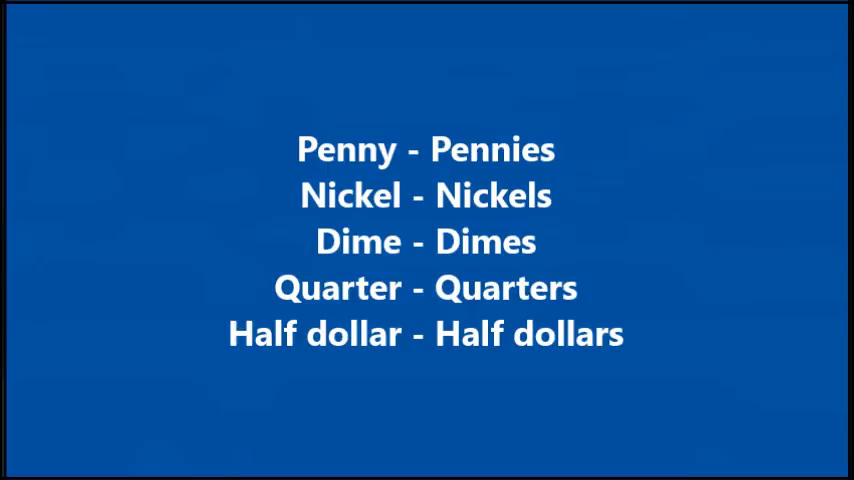 Penny - Pennies
Nickel - Nickels
Dime - Dimes
Quarter - Quarters
Half dollar - Half dollars